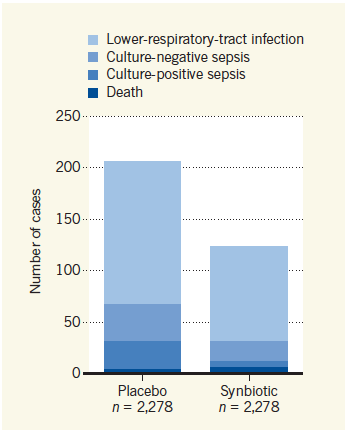 Lower-respiratory-tract infection
Culture-negative sepsis
Culture-positive sepsis
Death
250
200
150
100
50
0
Number of cases
Placebo
n = 2,278
Synbiotic
n = 2,278